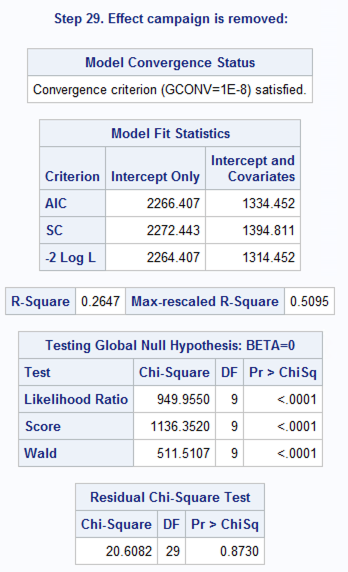 Step 29. Effect campaign is removed:
Model Convergence Status
Convergence criterion (GCONV=1E-8) satisfied.
Model Fit Statistics
Criterion Intercept Only Intercept and Covariates
AIC 2266.407 1334.452
SC 2272.443 1394.811
-2 Log L 2264.407 1314.452
R-Square 0.2647 Max-rescaled R-Square 0.5095
Testing Global Null Hypothesis: BETA=0
Test Chi-Square DF Pr > ChiSq
Likelihood Ratio 949.9550 9 <.0001
Score 1136.3520 9 <.0001
Wald 511.5107 9 <.0001
Residual Chi-Square Test
Chi-Square DF Pr > ChiSq
20.6082 29 0.8730